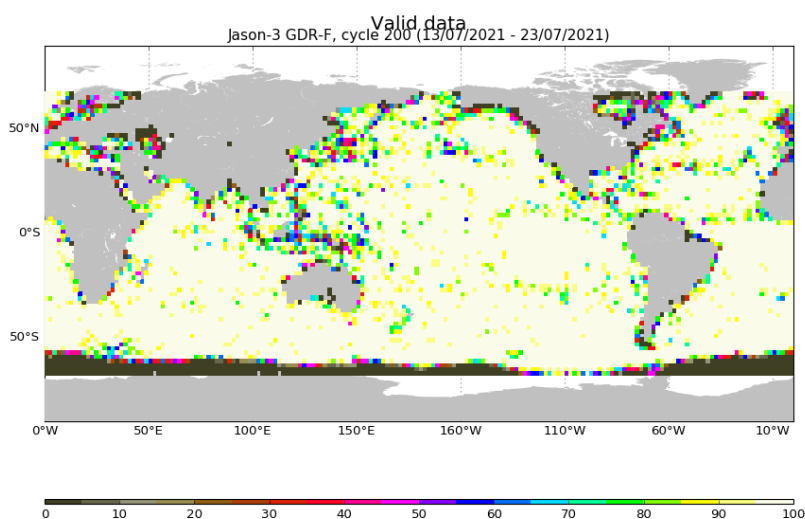 Valid data
Jason-3 GDR-F, cycle 200 (13/07/2021 - 23/07/2021)
50°N
0°S
50°S
0°W 50°E 100°E 150°E 160°W 110°W 60°W 10°W
0 10 20 30 40 50 60 70 80 90 100